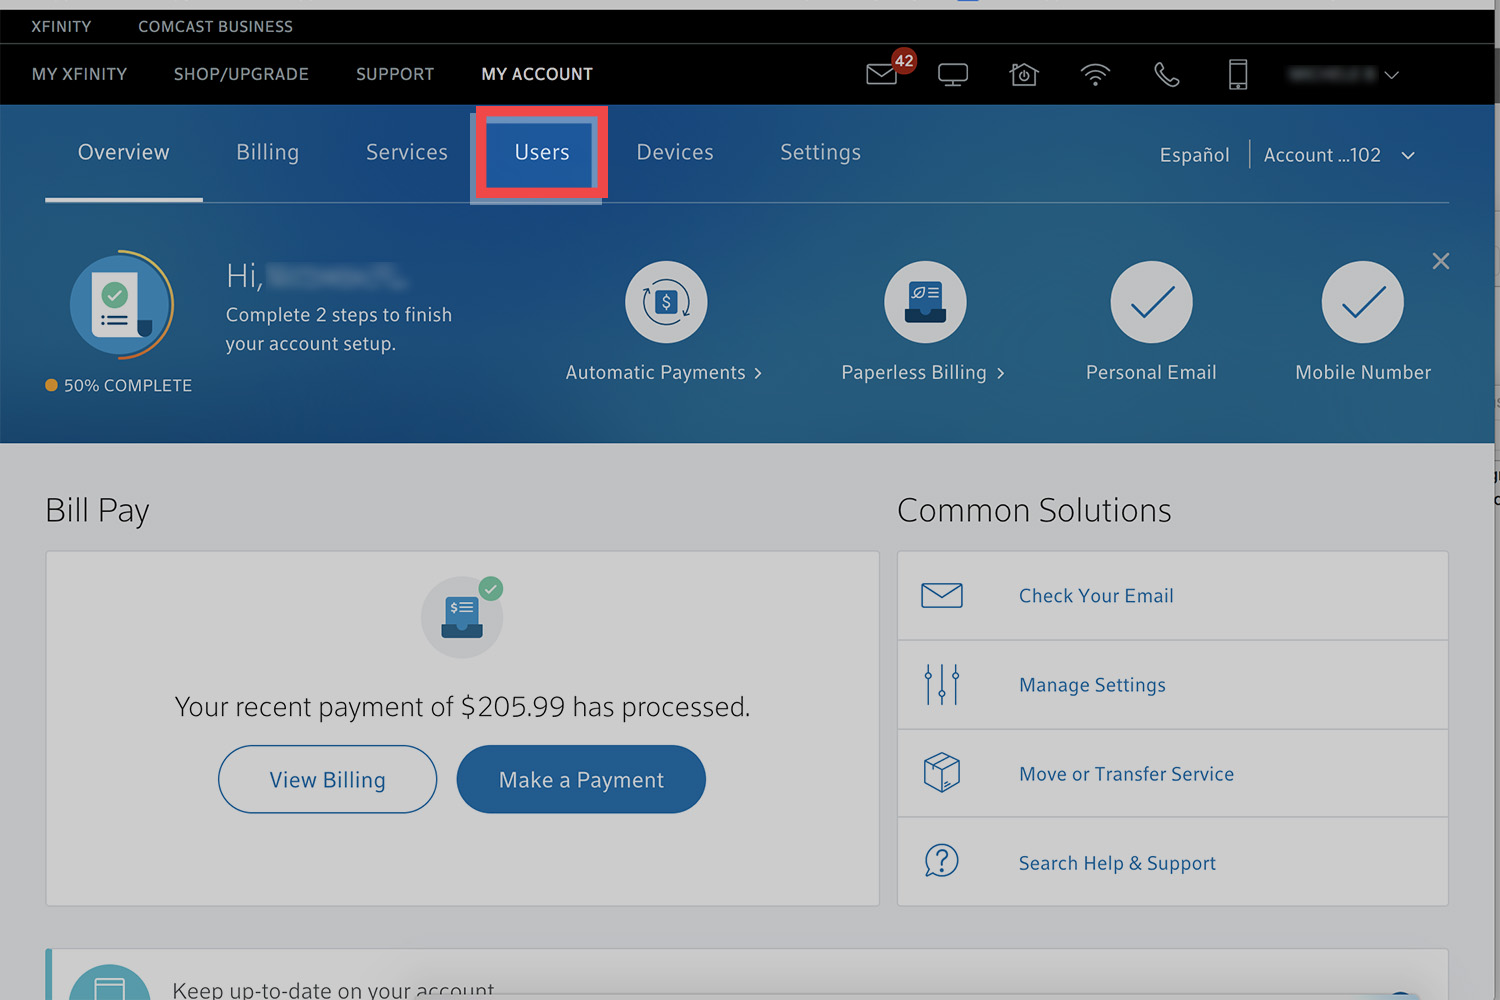 XFINITY COMCAST BUSINESS
MY XFINITY SHOP/UPGRADE SUPPORT MY ACCOUNT 42
Overview Billing Services Users Devices Settings Español Account ...102
Hi,
Complete 2 steps to finish
your account setup.
50% COMPLETE
Automatic Payments >
Paperless Billing >
Personal Email
Mobile Number
Bill Pay
Your recent payment of $205.99 has processed.
View Billing
Make a Payment
Common Solutions
Check Your Email
Manage Settings
Move or Transfer Service
Search Help & Support
Keep up-to-date on your account